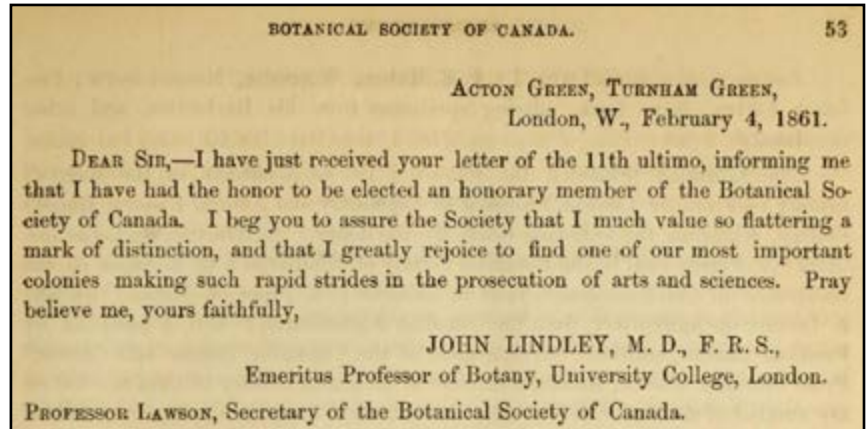 BOTANICAL SOCIETY OF CANADA. 53
ACTON GREEN, TURNHAM GREEN,
London, W., February 4, 1861.
DEAR SIR,—I have just received your letter of the 11th ultimo, informing me
that I have had the honor to be elected an honorary member of the Botanical So-
ciety of Canada. I beg you to assure the Society that I much value so flattering a
mark of distinction, and that I greatly rejoice to find one of our most important
colonies making such rapid strides in the prosecution of arts and sciences. Pray
believe me, yours faithfully,
JOHN LINDLEY, M. D., F. R. S.,
Emeritus Professor of Botany, University College, London.
PROFESSOR LAWSON, Secretary of the Botanical Society of Canada.